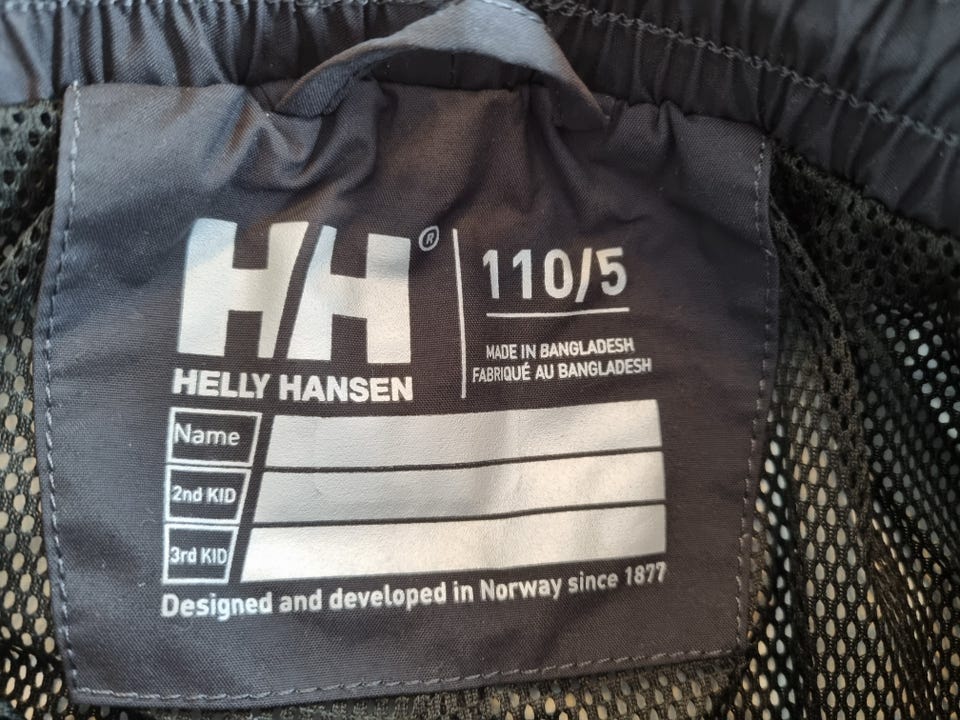 HH®
HELLY HANSEN
110/5
MADE IN BANGLADESH
FABRIQUÉ AU BANGLADESH
Name
2nd KID
3rd KID
Designed and developed in Norway since 1877